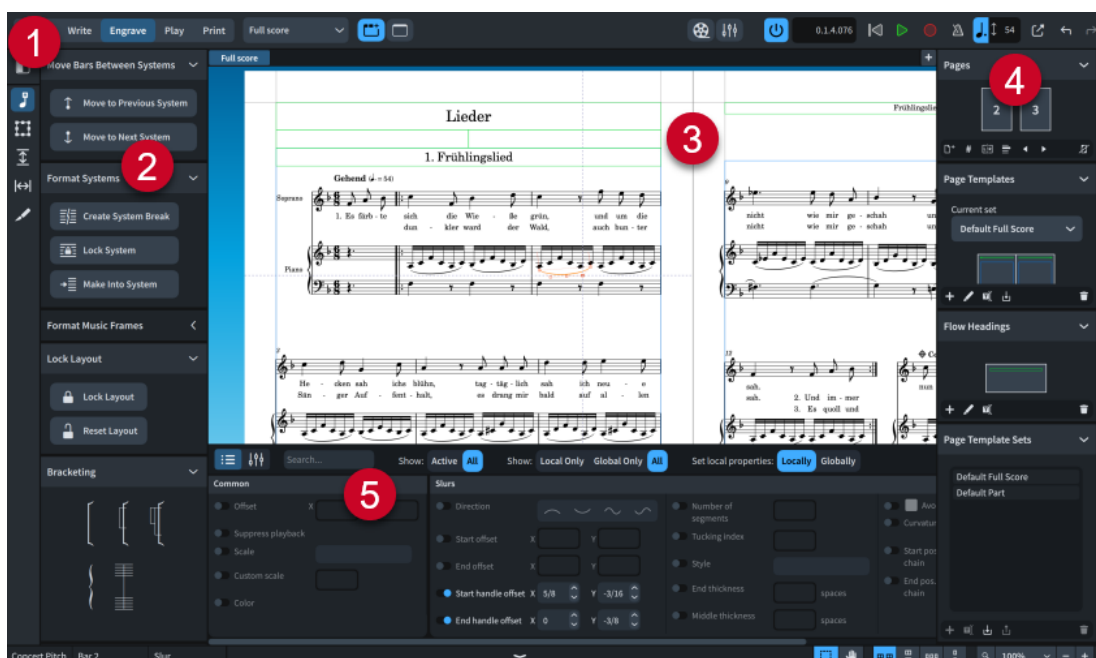 1
Write Engrave Play Print Full score
0.1.4.076
54
Move Bars Between Systems
Move to Previous System
Move to Next System
2
Format Systems
Create System Break
Lock System
Make Into System
Format Music Frames
Lock Layout
Lock Layout
Reset Layout
Bracketing
Full score
Lieder
1. Frühlingslied
3
Gehend (♩. = 54)
Soprano
1. Es färb - te sich die Wie - ße grün, und um die
dun - kler ward der Wald, auch bun - ter
Piano
He - cken sah iche blühn, tag - täg - lich sah ich neu - e
Sän - ger Auf - fent - halt, es drang mir bald auf al - len
9
nicht wie mir ge - schah
nicht wie mir ge - schah
13
sah.
sah. 2. Und im - mer
3. Es quoll und
nun
Search...
Show: Active All
Show: Local Only Global Only All
Set local properties: Locally Globally
5
Common
Offset X
Suppress playback
Scale
Custom scale
Color
Slurs
Direction
Start offset X Y
End offset X Y
Start handle offset X 5/8 Y -3/16
End handle offset X 0 Y -3/8
Number of
segments
Tucking index
Style
End thickness spaces
Middle thickness spaces
Curvatur
Start pos
chain
End pos.
chain
Pages
4
2 3
Page Templates
Current set
Default Full Score
Flow Headings
Page Template Sets
Default Full Score
Default Part
Concert Pitch Bar 2 Slur
100%